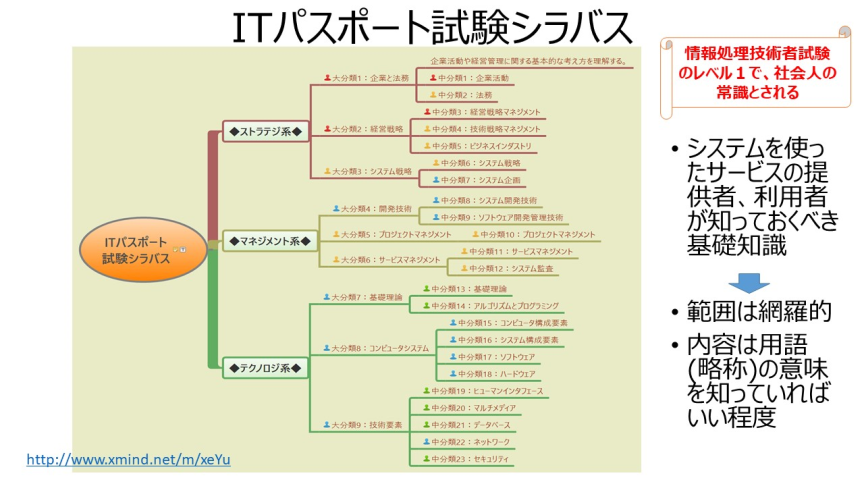 ITパスポート試験シラバス
情報処理技術者試験
のレベル１で、社会人の
常識とされる
ITパスポート
試験シラバス
◆ストラテジ系◆
企業活動や経営管理に関する基本的な考え方を理解する。
大分類1：企業と法務
中分類1：企業活動
中分類2：法務
大分類2：経営戦略
中分類3：経営戦略マネジメント
中分類4：技術戦略マネジメント
中分類5：ビジネスインダストリ
大分類3：システム戦略
中分類6：システム戦略
中分類7：システム企画
◆マネジメント系◆
大分類4：開発技術
中分類8：システム開発技術
中分類9：ソフトウェア開発管理技術
大分類5：プロジェクトマネジメント
中分類10：プロジェクトマネジメント
大分類6：サービスマネジメント
中分類11：サービスマネジメント
中分類12：システム監査
◆テクノロジ系◆
大分類7：基礎理論
中分類13：基礎理論
中分類14：アルゴリズムとプログラミング
大分類8：コンピュータシステム
中分類15：コンピュータ構成要素
中分類16：システム構成要素
中分類17：ソフトウェア
中分類18：ハードウェア
大分類9：技術要素
中分類19：ヒューマンインタフェース
中分類20：マルチメディア
中分類21：データベース
中分類22：ネットワーク
中分類23：セキュリティ
• システムを使っ
たサービスの提
供者、利用者
が知っておくべき
基礎知識
• 範囲は網羅的
• 内容は用語
(略称)の意味
を知っていれば
いい程度
http://www.xmind.net/m/xeYu